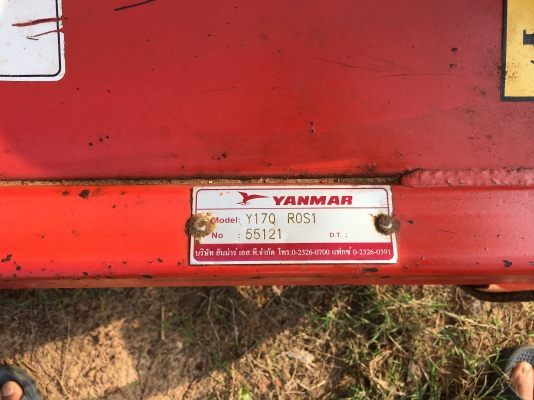 YANMAR
Model: Y17Q ROS1
No : 55121 D.T. :
บริษัท ยันม่าร์ เอส.พี.จำกัด โทร.0-2326-0700 แฟกซ์ 0-2326-0391